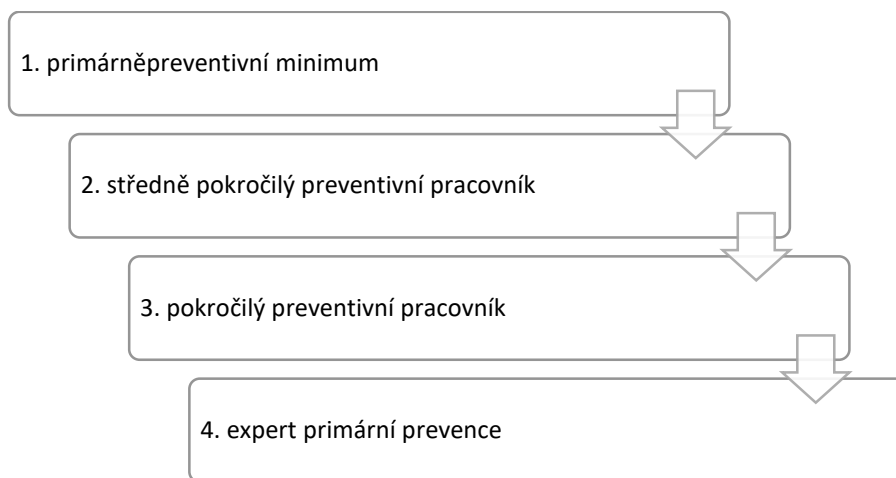 1. primárněpreventivní minimum
2. středně pokročilý preventivní pracovník
3. pokročilý preventivní pracovník
4. expert primární prevence